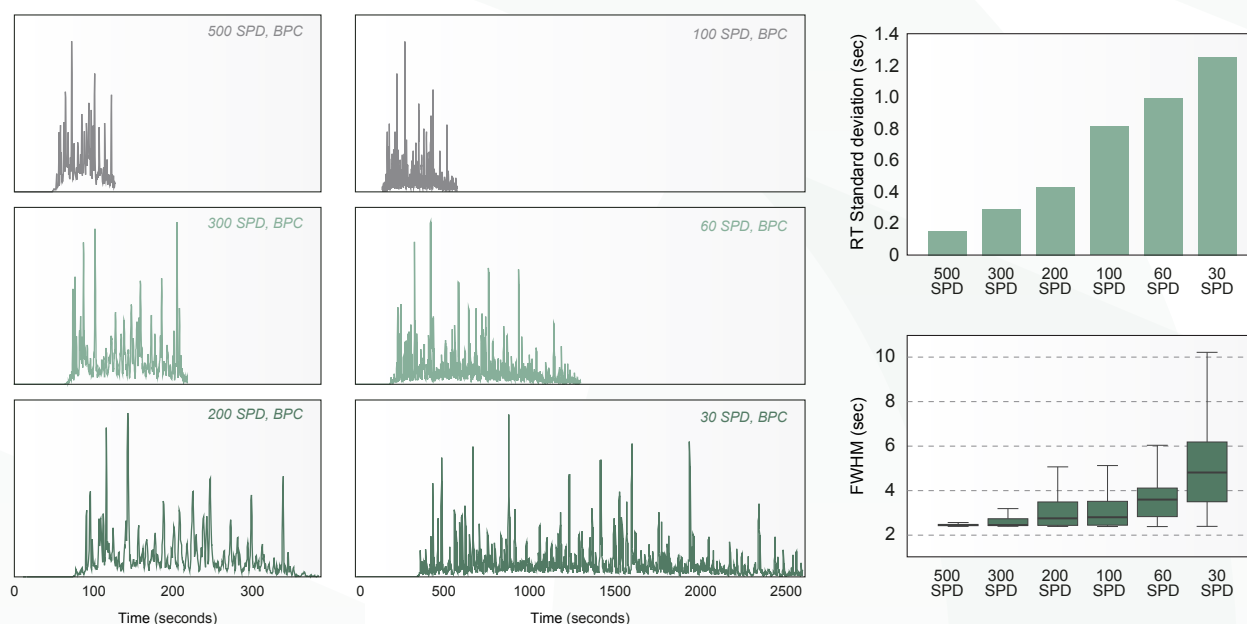 500 SPD, BPC
300 SPD, BPC
200 SPD, BPC
0 100 200 300
Time (seconds)
100 SPD, BPC
60 SPD, BPC
30 SPD, BPC
0 500 1000 1500 2000 2500
Time (seconds)
RT Standard deviation (sec)
1.4
1.2
1.0
0.8
0.6
0.4
0.2
0
500 300 200 100 60 30
SPD SPD SPD SPD SPD SPD
FWHM (sec)
10
8
6
4
2
500 300 200 100 60 30
SPD SPD SPD SPD SPD SPD